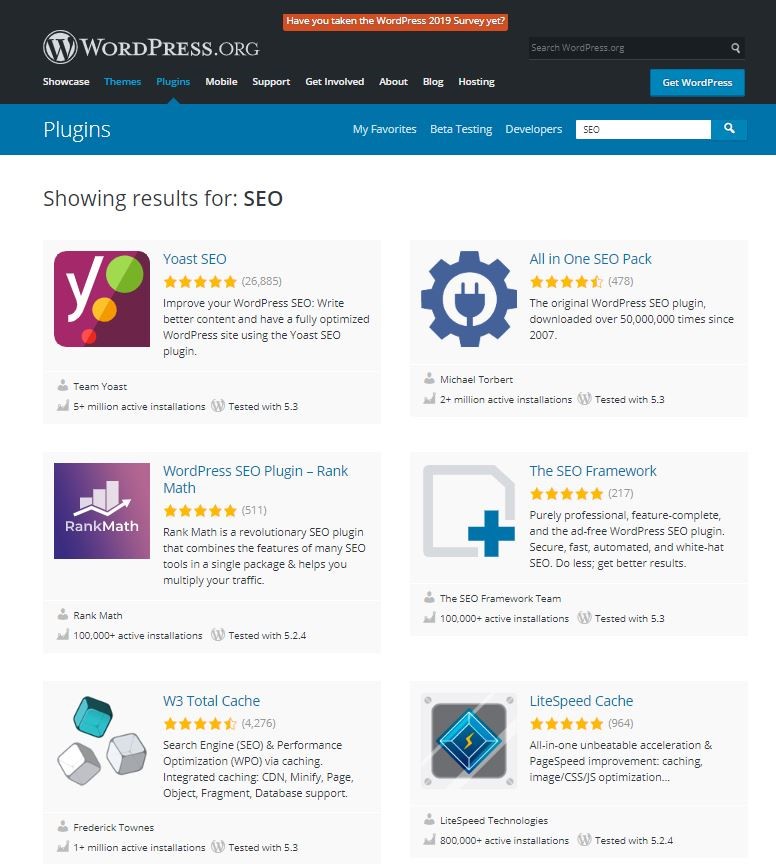 Have you taken the WordPress 2019 Survey yet?
WORDPRESS.ORG
Search WordPress.org
Showcase Themes Plugins Mobile Support Get Involved About Blog Hosting
Get WordPress
Plugins
My Favorites Beta Testing Developers
SEO
Showing results for: SEO
Yoast SEO
(26,885)
Improve your WordPress SEO: Write
better content and have a fully optimized
WordPress site using the Yoast SEO
plugin.
Team Yoast
5+ million active installations Tested with 5.3
All in One SEO Pack
(478)
The original WordPress SEO plugin,
downloaded over 50,000,000 times since
2007.
Michael Torbert
2+ million active installations Tested with 5.3
RankMath
WordPress SEO Plugin – Rank
Math
(511)
Rank Math is a revolutionary SEO plugin
that combines the features of many SEO
tools in a single package & helps you
multiply your traffic.
Rank Math
100,000+ active installations Tested with 5.2.4
The SEO Framework
(217)
Purely professional, feature-complete,
and the ad-free WordPress SEO plugin.
Secure, fast, automated, and white-hat
SEO. Do less; get better results.
The SEO Framework Team
100,000+ active installations Tested with 5.3
W3 Total Cache
(4,276)
Search Engine (SEO) & Performance
Optimization (WPO) via caching.
Integrated caching: CDN, Minify, Page,
Object, Fragment, Database support.
Frederick Townes
1+ million active installations Tested with 5.3
LiteSpeed Cache
(964)
All-in-one unbeatable acceleration &
PageSpeed improvement: caching,
image/CSS/JS optimization...
LiteSpeed Technologies
800,000+ active installations Tested with 5.2.4